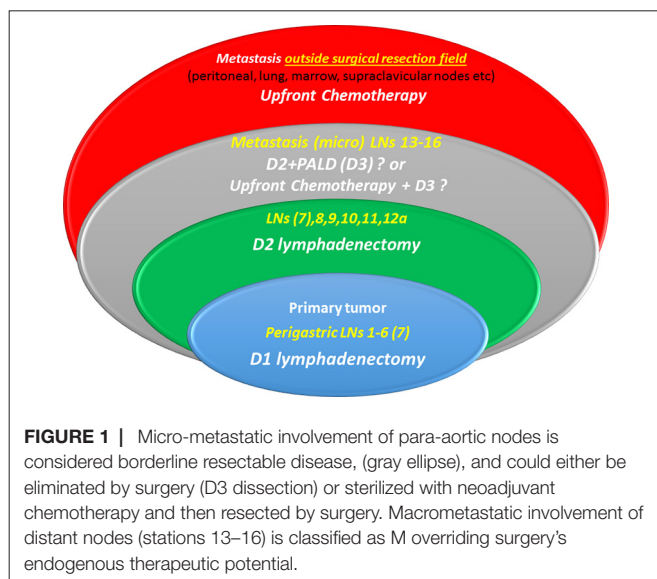 Metastasis outside surgical resection field
(peritoneal, lung, marrow, supraclavicular nodes etc)
Upfront Chemotherapy
Metastasis (micro) LNs 13-16
D2+PALD (D3) ? or
Upfront Chemotherapy + D3 ?
LNs (7),8,9,10,11,12a
D2 lymphadenectomy
Primary tumor
Perigastric LNs 1-6 (7)
D1 lymphadenectomy
FIGURE 1 | Micro-metastatic involvement of para-aortic nodes is
considered borderline resectable disease, (gray ellipse), and could either be
eliminated by surgery (D3 dissection) or sterilized with neoadjuvant
chemotherapy and then resected by surgery. Macrometastatic involvement of
distant nodes (stations 13–16) is classified as M overriding surgery's
endogenous therapeutic potential.